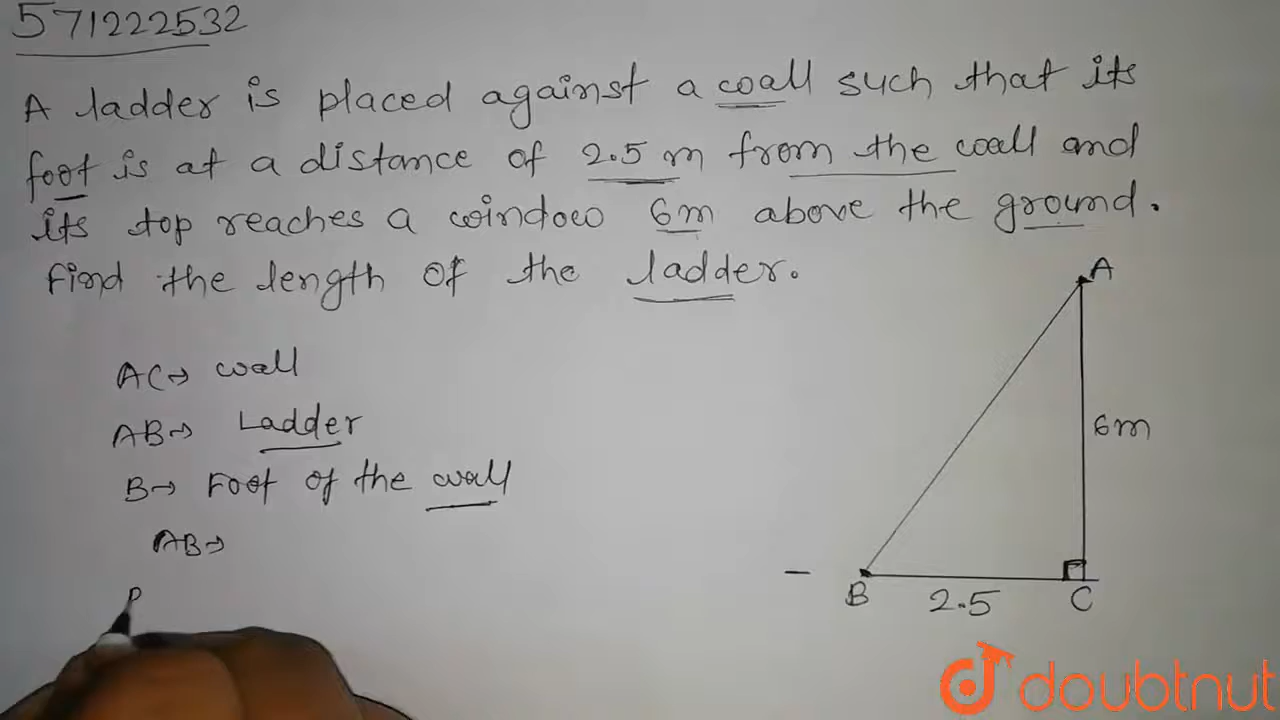 571222532
A ladder is placed against a wall such that its
foot is at a distance of 2.5 m from the wall and
its top reaches a window 6m above the ground.
Find the length of the ladder.
A
AC→ wall
AB→ Ladder
6m
B→ Foot of the wall
AB→
P
B 2.5 C
doubtnut